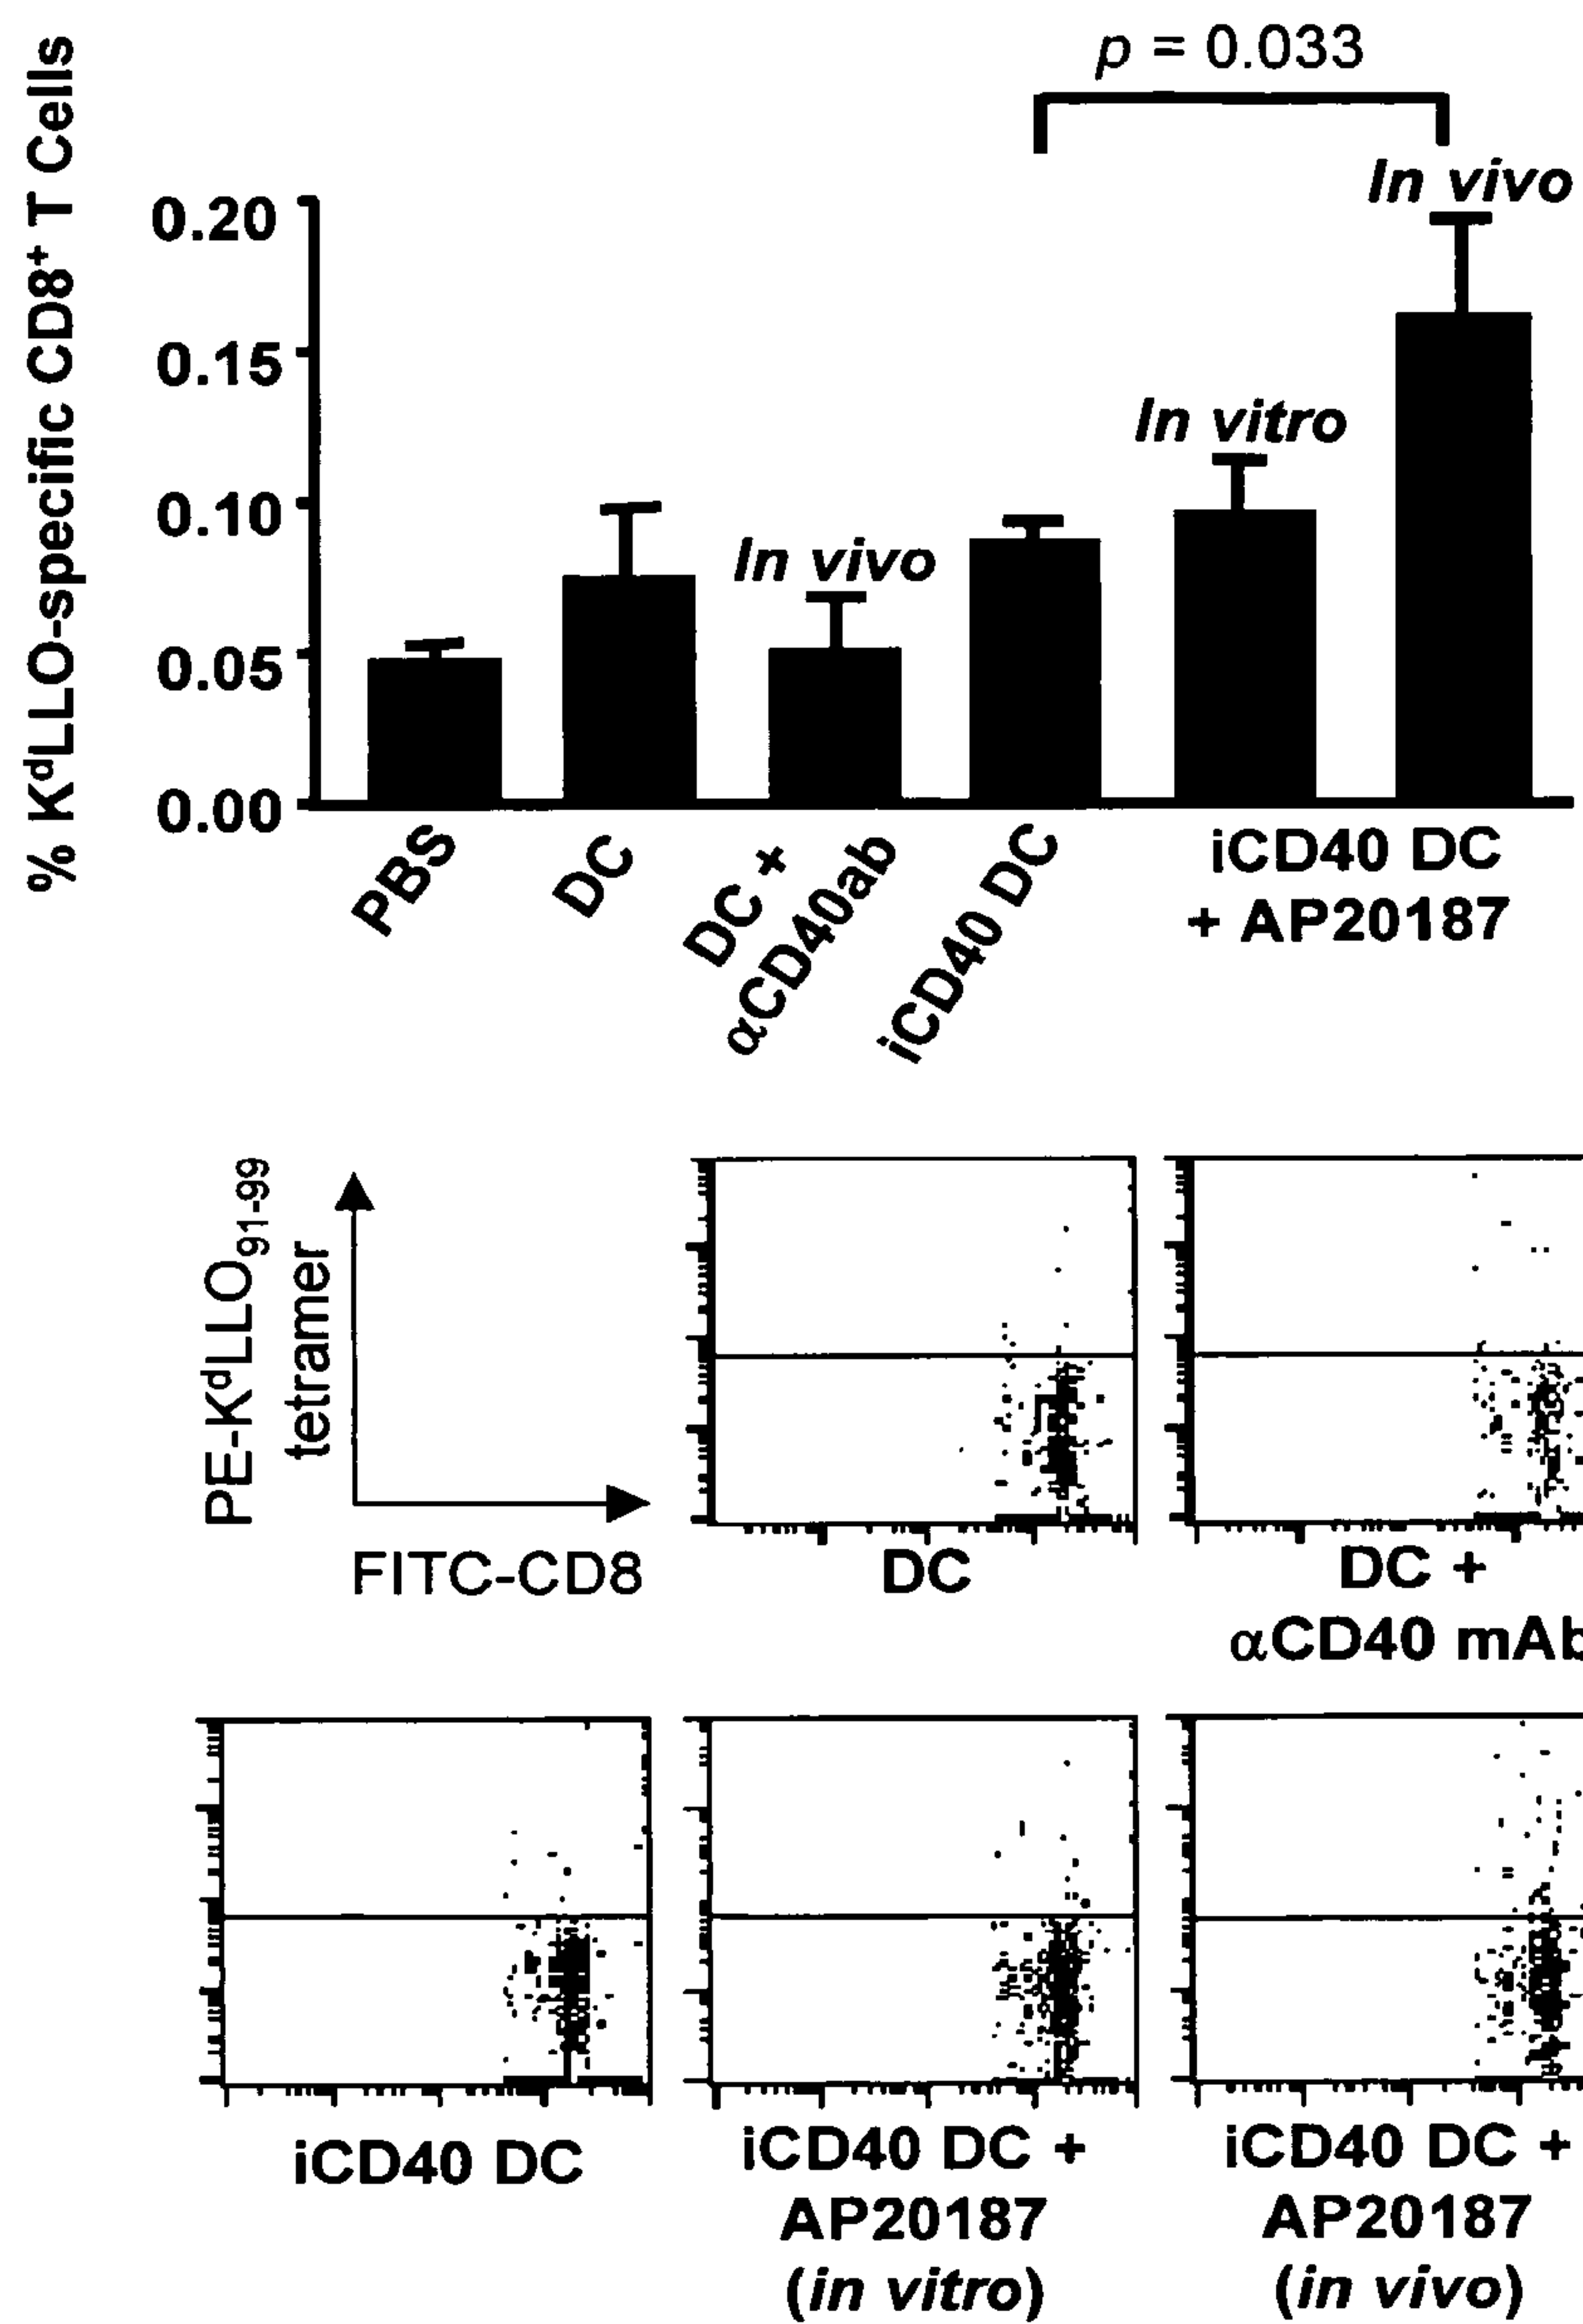 p = 0.033
% KdLLO-specific CD8+ T Cells
0.20
0.15
0.10
0.05
0.00
In vivo
In vitro
In vivo
PBS
DC
DC +
αCD40ab
iCD40 DC
iCD40 DC
+ AP20187
PE-KdLLO91-99
tetramer
FITC-CD8
DC
DC +
αCD40 mAb
iCD40 DC
iCD40 DC +
AP20187
(in vitro)
iCD40 DC +
AP20187
(in vivo)